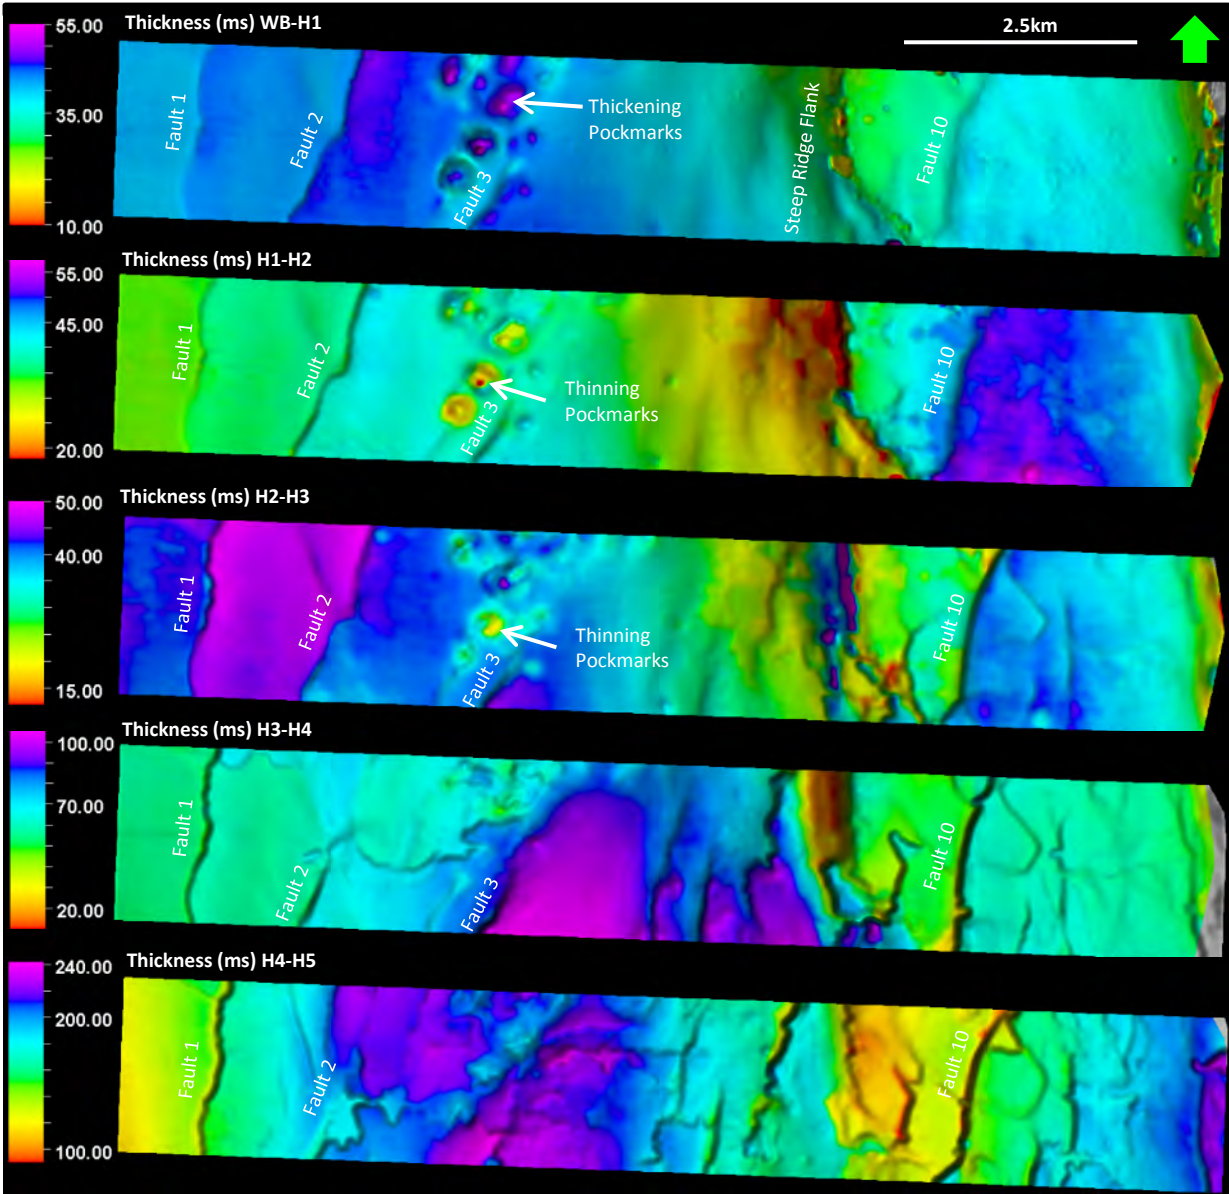 Thickness (ms) WB-H1
55.00
35.00
10.00
2.5km
Fault 1
Fault 2
Fault 3
Thickening
Pockmarks
Steep Ridge Flank
Fault 10
Thickness (ms) H1-H2
55.00
45.00
20.00
Fault 1
Fault 2
Fault 3
Thinning
Pockmarks
Fault 10
Thickness (ms) H2-H3
50.00
40.00
15.00
Fault 1
Fault 2
Fault 3
Thinning
Pockmarks
Fault 10
Thickness (ms) H3-H4
100.00
70.00
20.00
Fault 1
Fault 2
Fault 3
Fault 10
Thickness (ms) H4-H5
240.00
200.00
100.00
Fault 1
Fault 2
Fault 10